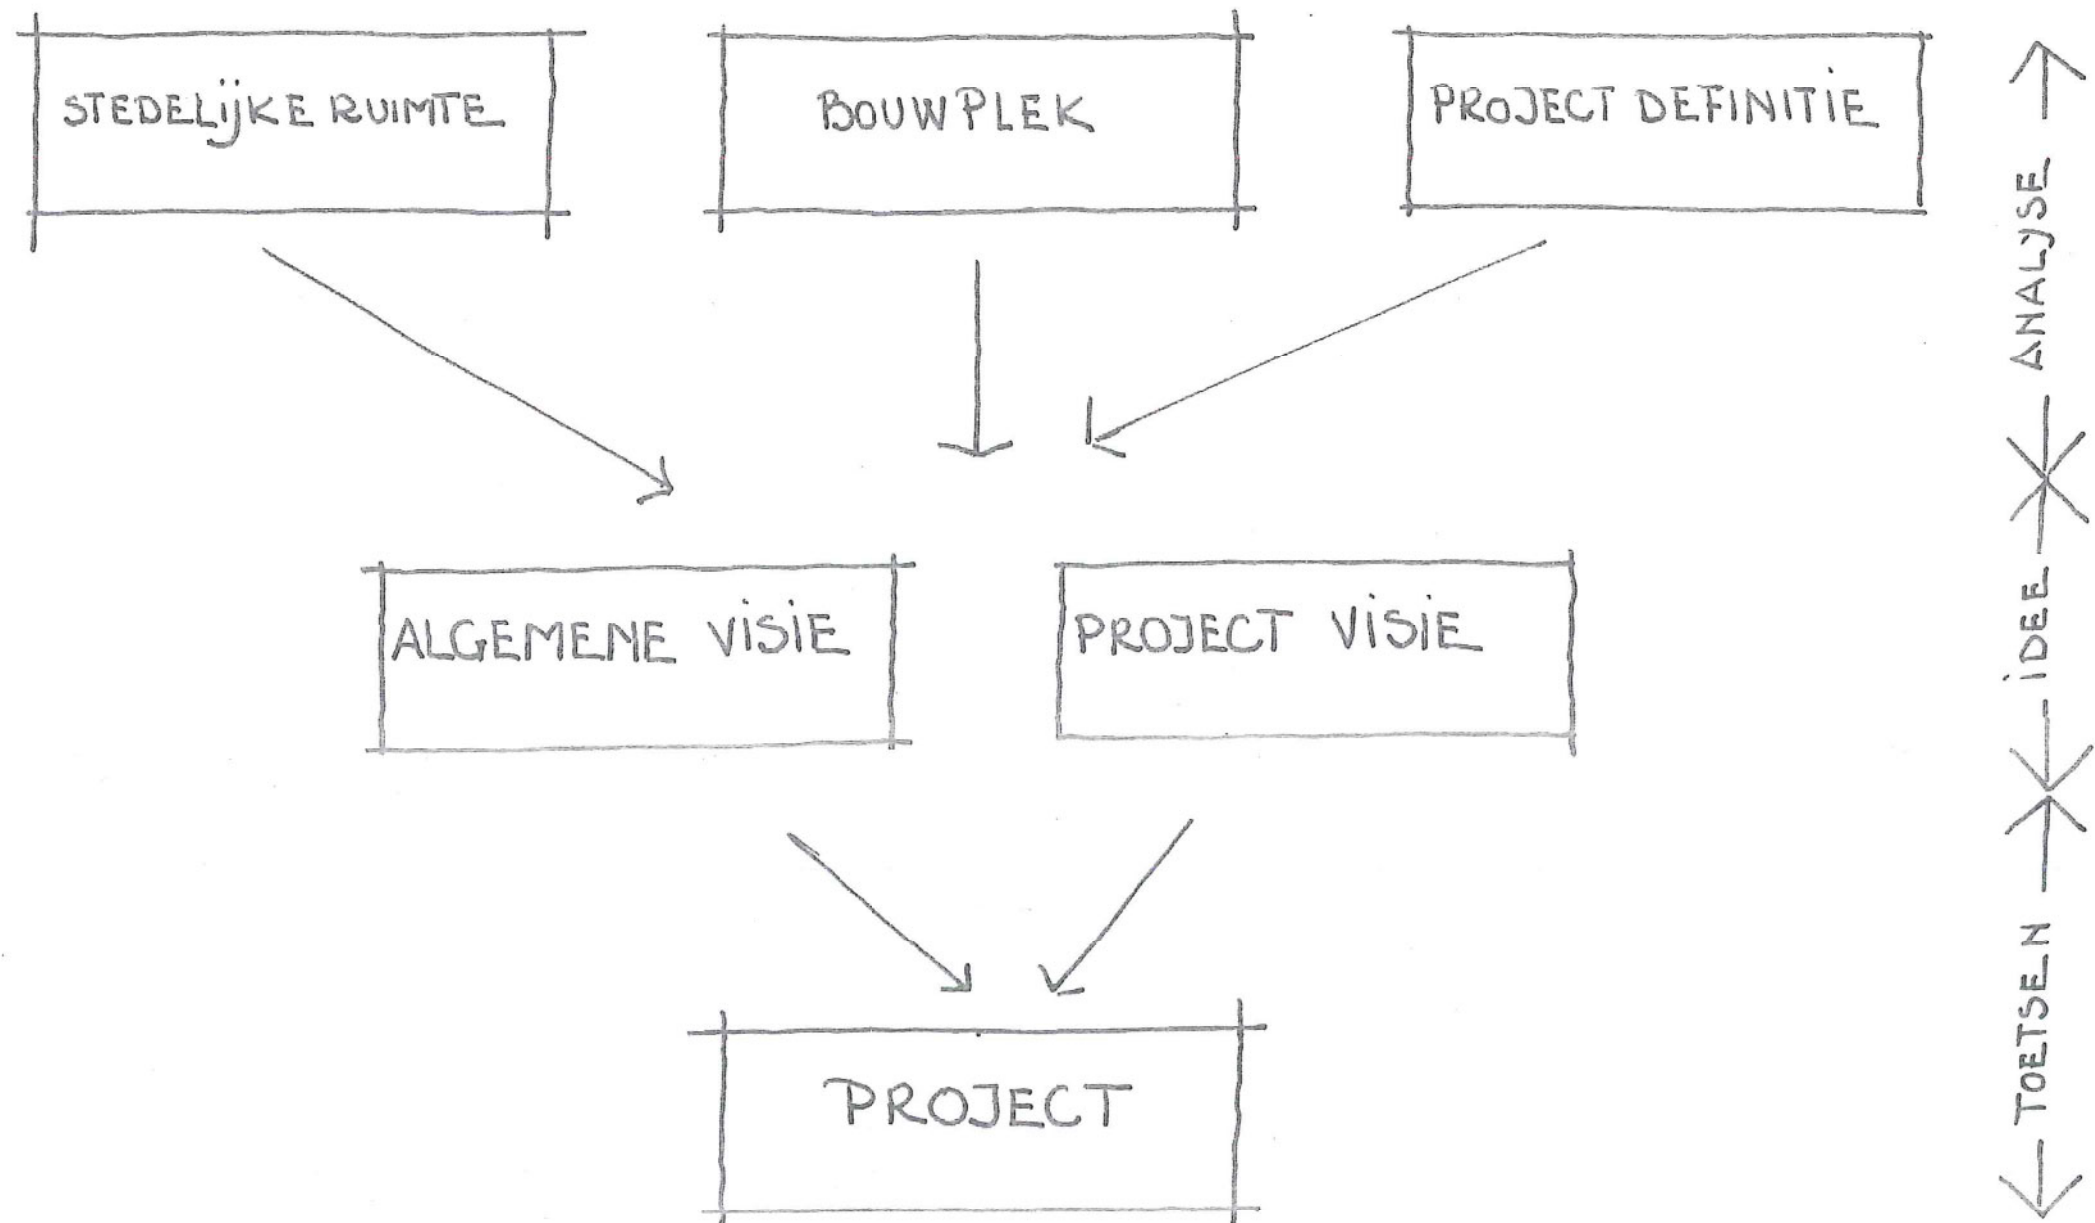 STEDELijKE RUIMTE
BOUWPLEK
PROJECT DEFINITIE
ANALYSE
ALGEMENE VISIE
PROJECT VISIE
IDEE
PROJECT
TOETSEN